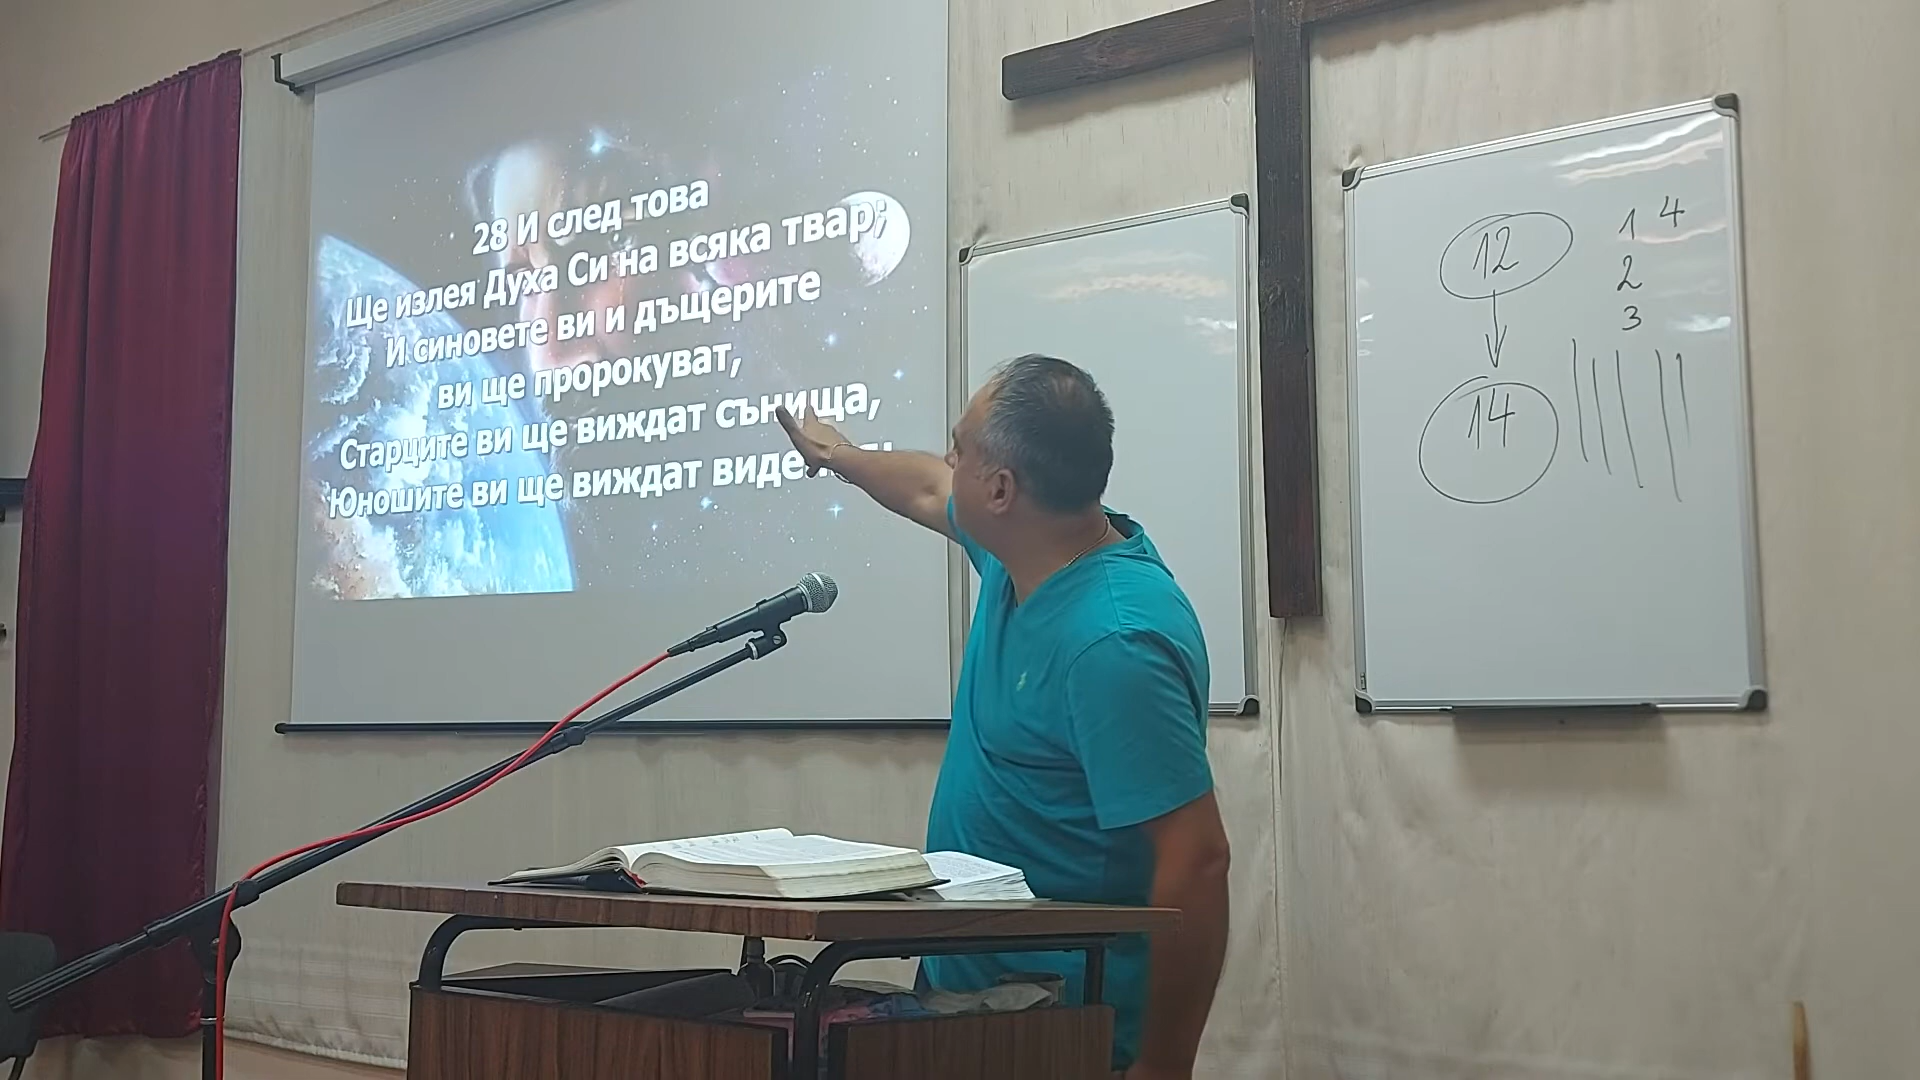 28 И след това
Ще излея Духа Си на всяка твар;
И синовете ви и дъщерите
ви ще пророкуват,
Старците ви ще виждат сънища,
Юношите ви ще виждат
12
14
1 4
2
3